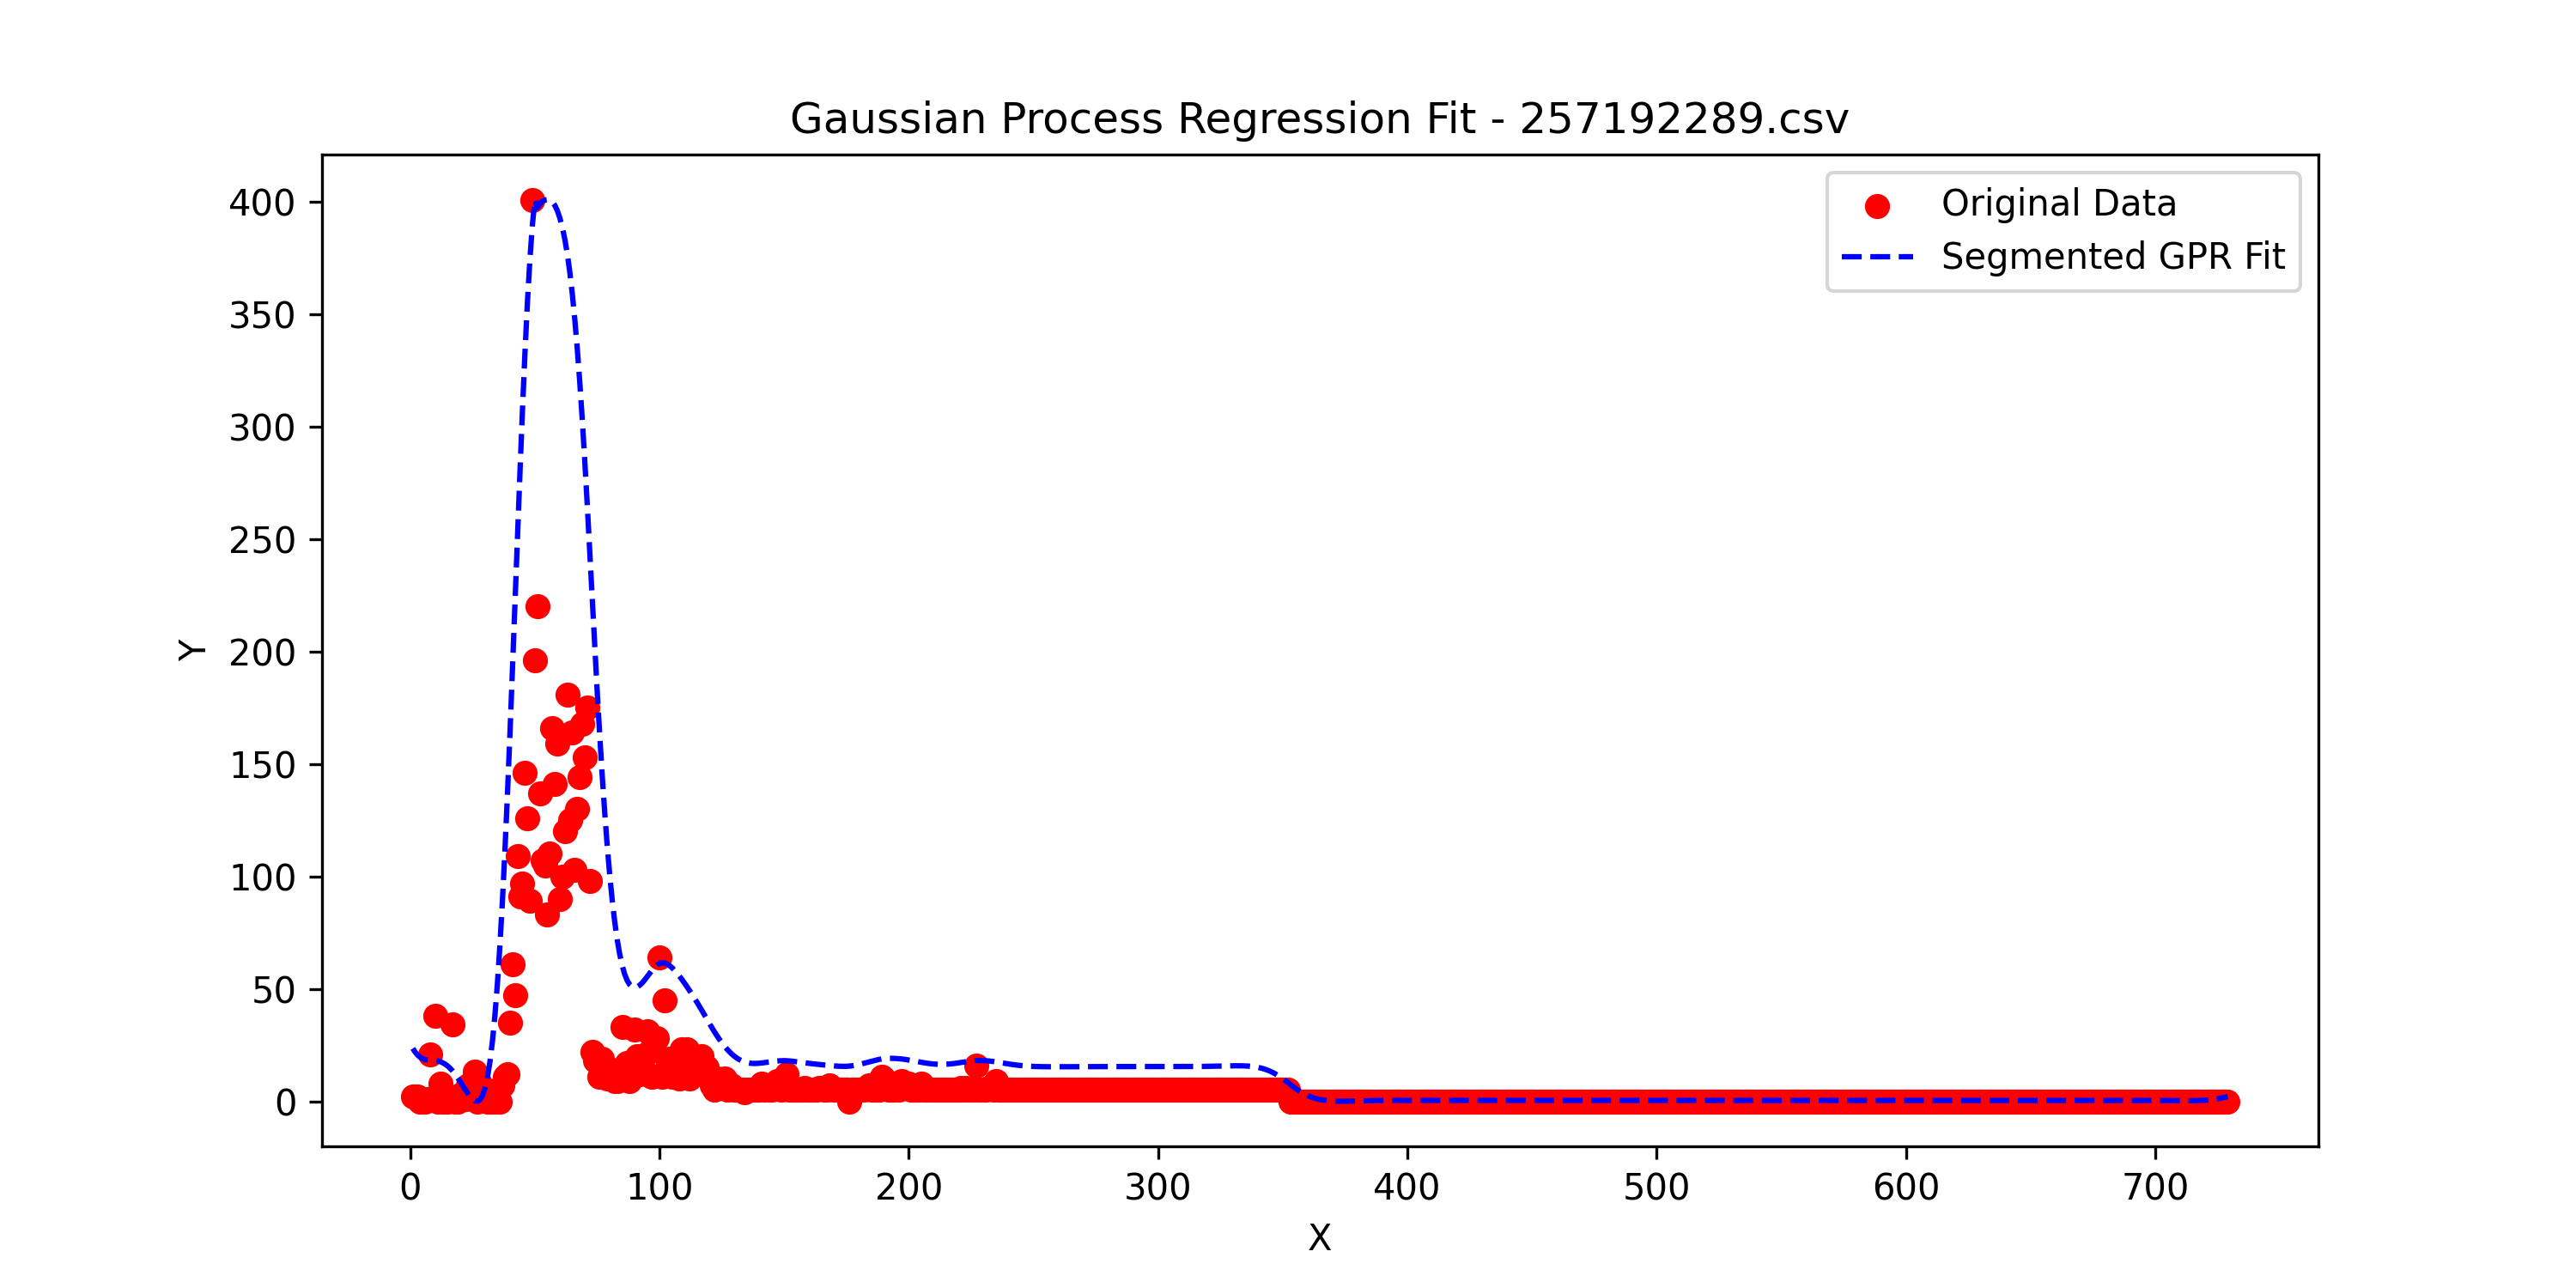 Gaussian Process Regression Fit - 257192289.csv
Original Data
Segmented GPR Fit
400
350
300
250
200
150
100
50
0
Y
0 100 200 300 400 500 600 700
X